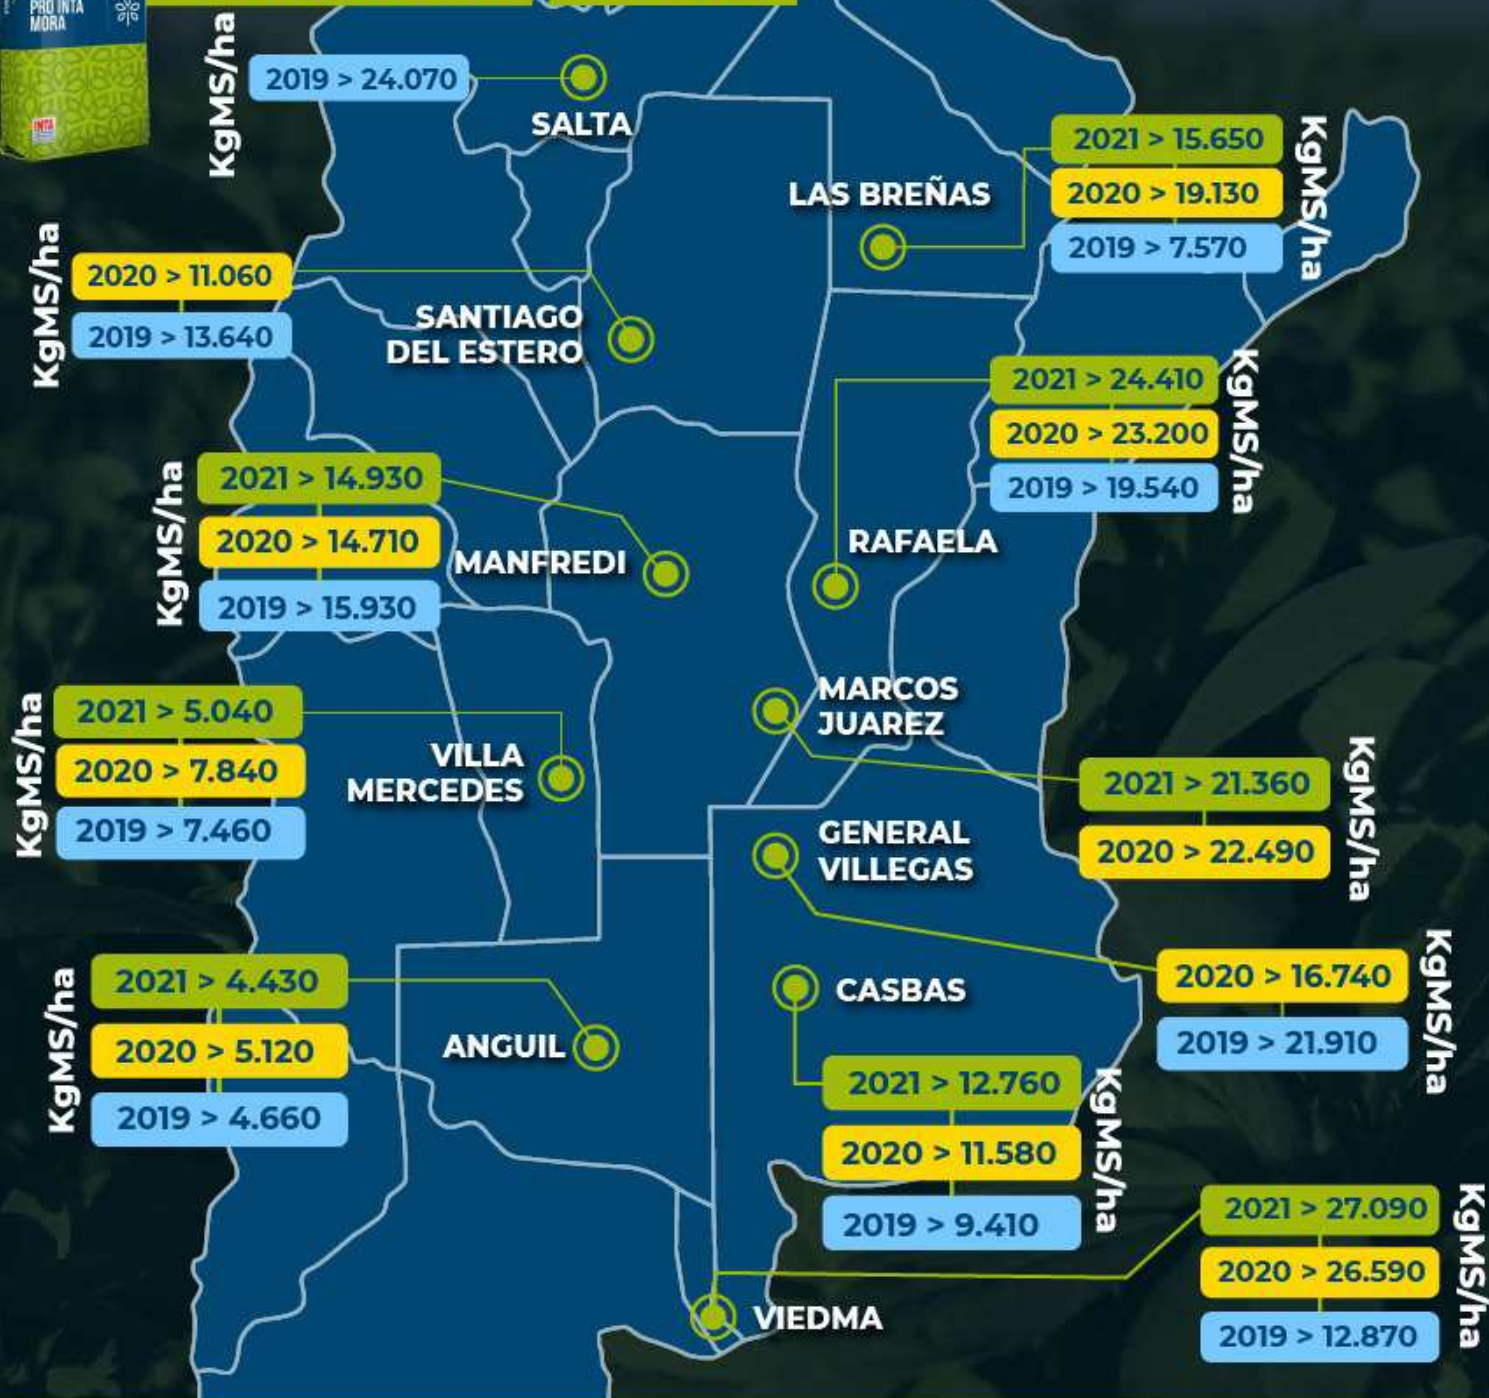 PRO INTA
MORA
INTA
KgMS/ha
2019 > 24.070
SALTA
LAS BREÑAS
2021 > 15.650
2020 > 19.130
2019 > 7.570
KgMS/ha
KgMS/ha
2020 > 11.060
2019 > 13.640
SANTIAGO
DEL ESTERO
2021 > 24.410
2020 > 23.200
2019 > 19.540
KgMS/ha
RAFAELA
KgMS/ha
2021 > 14.930
2020 > 14.710
2019 > 15.930
MANFREDI
MARCOS
JUAREZ
2021 > 21.360
2020 > 22.490
KgMS/ha
KgMS/ha
2021 > 5.040
2020 > 7.840
2019 > 7.460
VILLA
MERCEDES
GENERAL
VILLEGAS
2020 > 16.740
2019 > 21.910
KgMS/ha
KgMS/ha
2021 > 4.430
2020 > 5.120
2019 > 4.660
ANGUIL
CASBAS
2021 > 12.760
2020 > 11.580
2019 > 9.410
KgMS/ha
VIEDMA
2021 > 27.090
2020 > 26.590
2019 > 12.870
KgMS/ha